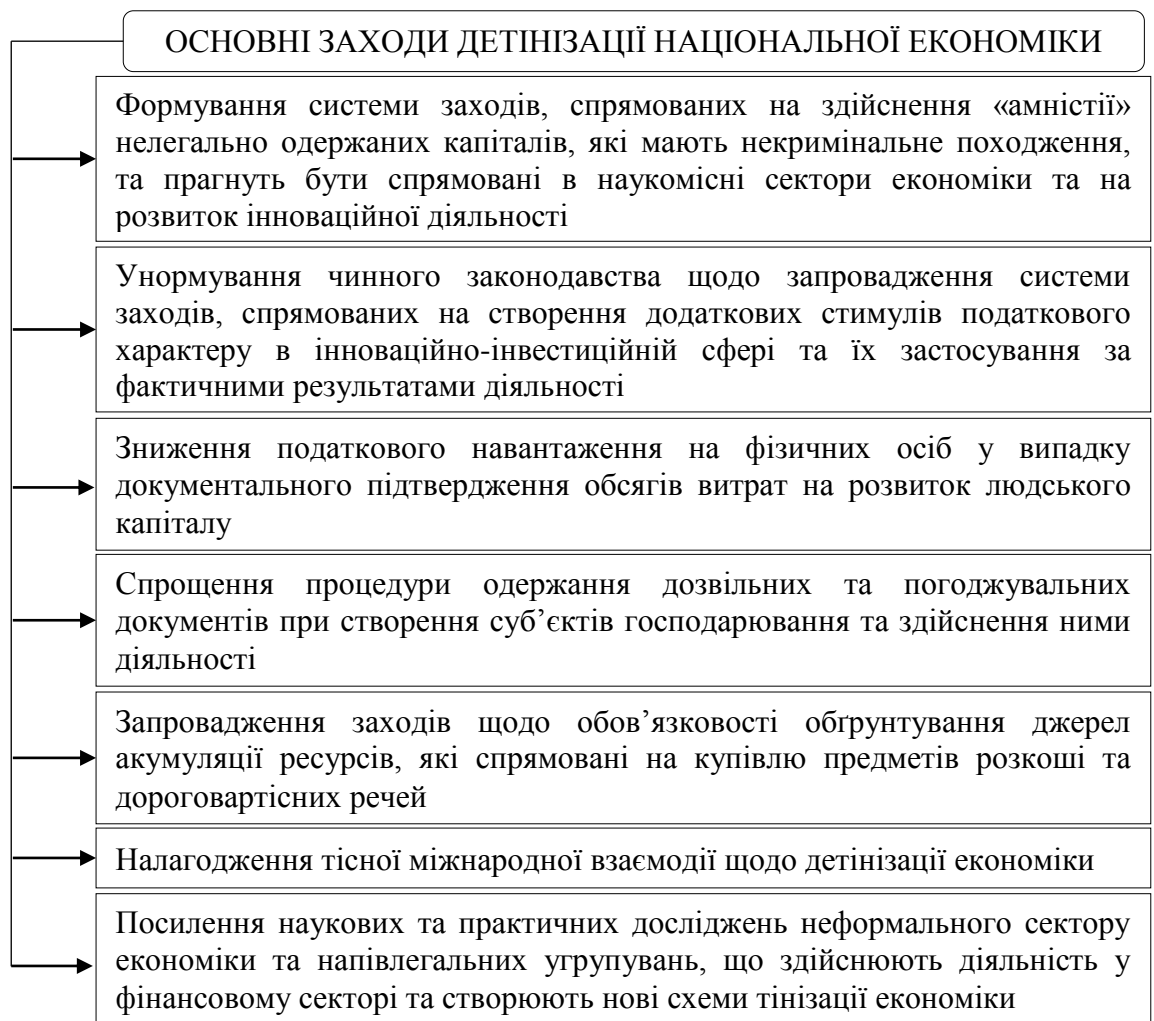 ОСНОВНІ ЗАХОДИ ДЕТІНІЗАЦІЇ НАЦІОНАЛЬНОЇ ЕКОНОМІКИ
Формування системи заходів, спрямованих на здійснення «амністії»
нелегально одержаних капіталів, які мають некримінальне походження,
та прагнуть бути спрямовані в наукомісні сектори економіки та на
розвиток інноваційної діяльності
Унормування чинного законодавства щодо запровадження системи
заходів, спрямованих на створення додаткових стимулів податкового
характеру в інноваційно-інвестиційній сфері та їх застосування за
фактичними результатами діяльності
Зниження податкового навантаження на фізичних осіб у випадку
документального підтвердження обсягів витрат на розвиток людського
капіталу
Спрощення процедури одержання дозвільних та погоджувальних
документів при створення суб’єктів господарювання та здійснення ними
діяльності
Запровадження заходів щодо обов’язковості обґрунтування джерел
акумуляції ресурсів, які спрямовані на купівлю предметів розкоші та
дороговартісних речей
Налагодження тісної міжнародної взаємодії щодо детінізації економіки
Посилення наукових та практичних досліджень неформального сектору
економіки та напівлегальних угрупувань, що здійснюють діяльність у
фінансовому секторі та створюють нові схеми тінізації економіки